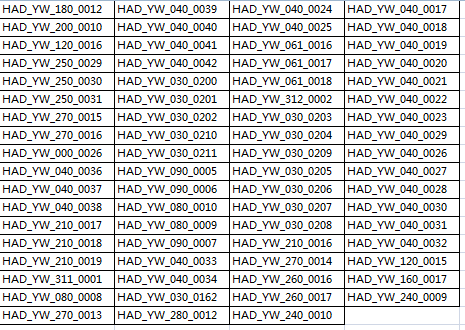 HAD_YW_180_0012 HAD_YW_040_0039 HAD_YW_040_0024 HAD_YW_040_0017
HAD_YW_200_0010 HAD_YW_040_0040 HAD_YW_040_0025 HAD_YW_040_0018
HAD_YW_120_0016 HAD_YW_040_0041 HAD_YW_061_0016 HAD_YW_040_0019
HAD_YW_250_0029 HAD_YW_040_0042 HAD_YW_061_0017 HAD_YW_040_0020
HAD_YW_250_0030 HAD_YW_030_0200 HAD_YW_061_0018 HAD_YW_040_0021
HAD_YW_250_0031 HAD_YW_030_0201 HAD_YW_312_0002 HAD_YW_040_0022
HAD_YW_270_0015 HAD_YW_030_0202 HAD_YW_030_0203 HAD_YW_040_0023
HAD_YW_270_0016 HAD_YW_030_0210 HAD_YW_030_0204 HAD_YW_040_0029
HAD_YW_000_0026 HAD_YW_030_0211 HAD_YW_030_0209 HAD_YW_040_0026
HAD_YW_040_0036 HAD_YW_090_0005 HAD_YW_030_0205 HAD_YW_040_0027
HAD_YW_040_0037 HAD_YW_090_0006 HAD_YW_030_0206 HAD_YW_040_0028
HAD_YW_040_0038 HAD_YW_080_0010 HAD_YW_030_0207 HAD_YW_040_0030
HAD_YW_210_0017 HAD_YW_080_0009 HAD_YW_030_0208 HAD_YW_040_0031
HAD_YW_210_0018 HAD_YW_090_0007 HAD_YW_210_0016 HAD_YW_040_0032
HAD_YW_210_0019 HAD_YW_040_0033 HAD_YW_270_0014 HAD_YW_120_0015
HAD_YW_311_0001 HAD_YW_040_0034 HAD_YW_260_0016 HAD_YW_160_0017
HAD_YW_080_0008 HAD_YW_030_0162 HAD_YW_260_0017 HAD_YW_240_0009
HAD_YW_270_0013 HAD_YW_280_0012 HAD_YW_240_0010